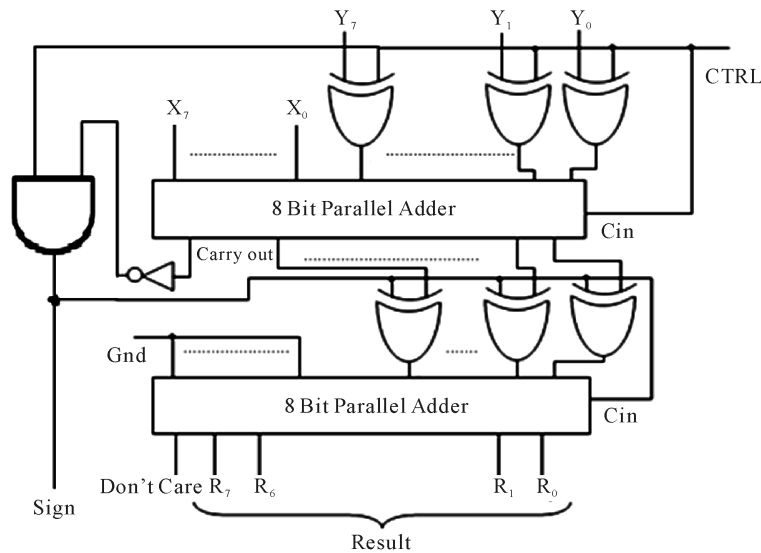 Y₇
Y₁
Y₀
CTRL
X₇
X₀
8 Bit Parallel Adder
Cin
Carry out
Gnd
8 Bit Parallel Adder
Cin
Don't Care
R₇
R₆
R₁
R₀
Sign
Result